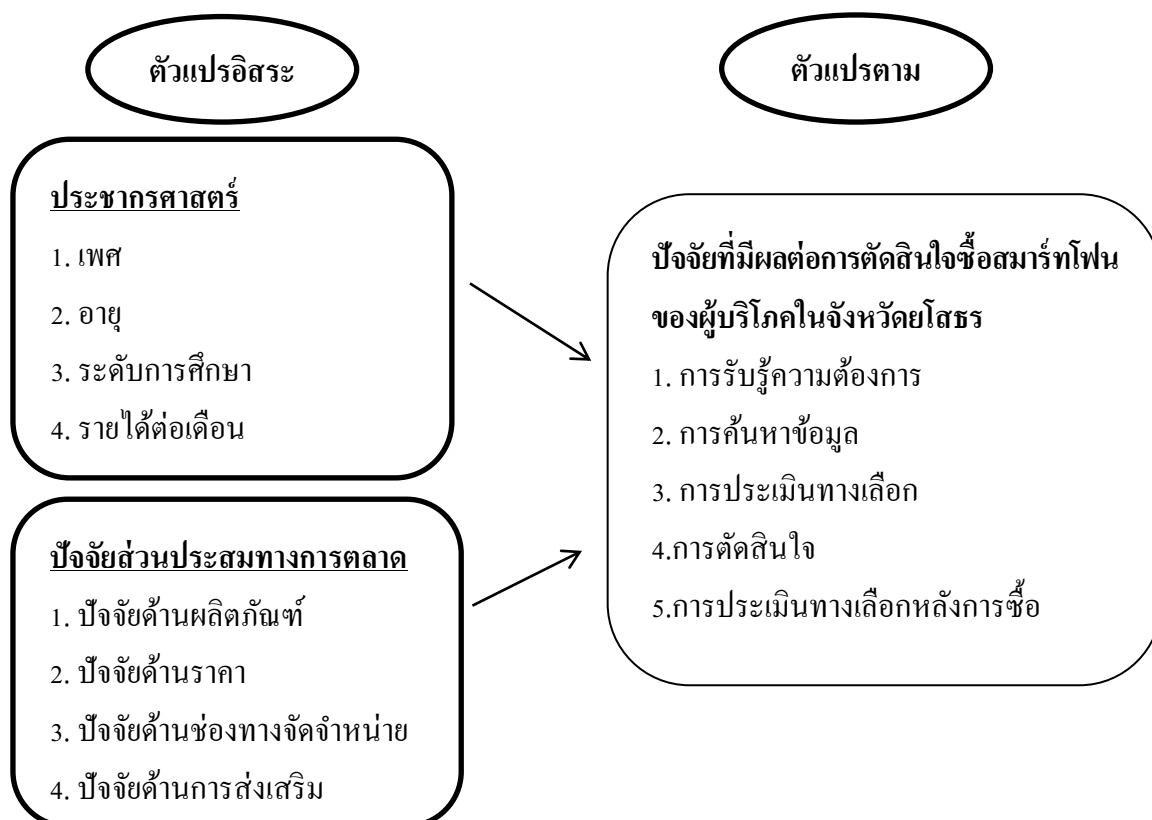 ตัวแปรอิสระ
ตัวแปรตาม
ประชากรศาสตร์
1. เพศ
2. อายุ
3. ระดับการศึกษา
4. รายได้ต่อเดือน
ปัจจัยส่วนประสมทางการตลาด
1. ปัจจัยด้านผลิตภัณฑ์
2. ปัจจัยด้านราคา
3. ปัจจัยด้านช่องทางจัดจำหน่าย
4. ปัจจัยด้านการส่งเสริม
ปัจจัยที่มีผลต่อการตัดสินใจซื้อสมาร์ทโฟน
ของผู้บริโภคในจังหวัดยโสธร
1. การรับรู้ความต้องการ
2. การค้นหาข้อมูล
3. การประเมินทางเลือก
4.การตัดสินใจ
5.การประเมินทางเลือกหลังการซื้อ